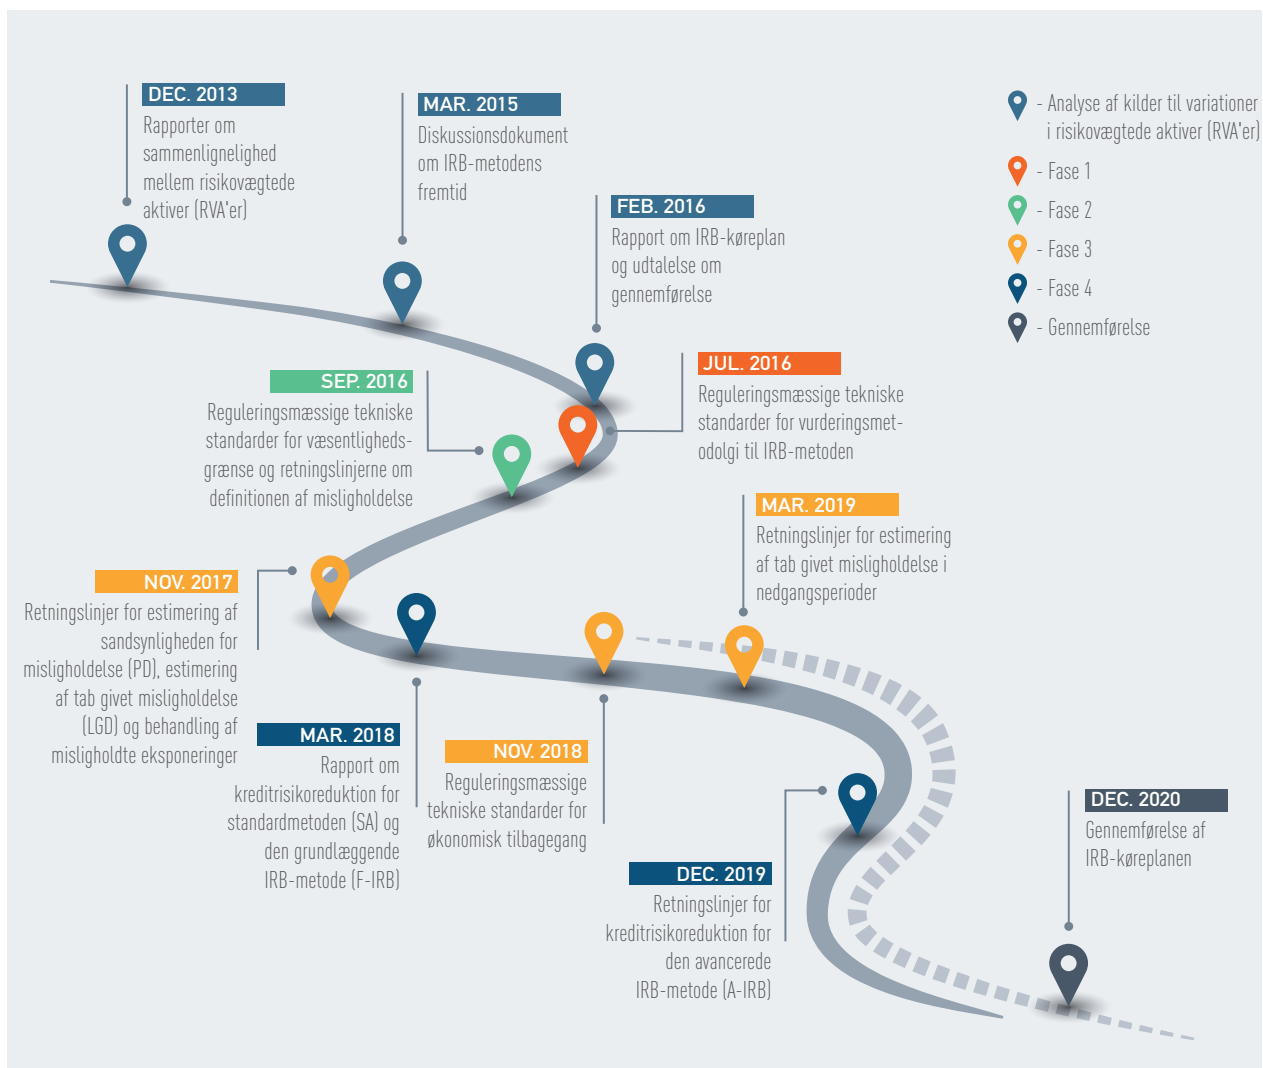 DEC. 2013
Rapporter om
sammenlignelighed
mellem risikovægtede
aktiver (RVA'er)
MAR. 2015
Diskussionsdokument
om IRB-metodens
fremtid
FEB. 2016
Rapport om IRB-køreplan
og udtalelse om
gennemførelse
- Analyse af kilder til variationer
i risikovægtede aktiver (RVA'er)
- Fase 1
- Fase 2
- Fase 3
- Fase 4
- Gennemførelse
JUL. 2016
Reguleringsmæssige tekniske
standarder for vurderingsmet-
odolgi til IRB-metoden
SEP. 2016
Reguleringsmæssige tekniske
standarder for væsentligheds-
grænse og retningslinjerne om
definitionen af misligholdelse
MAR. 2019
Retningslinjer for estimering
af tab givet misligholdelse i
nedgangsperioder
NOV. 2017
Retningslinjer for estimering af
sandsynligheden for
misligholdelse (PD), estimering
af tab givet misligholdelse
(LGD) og behandling af
misligholdte eksponeringer
MAR. 2018
Rapport om
kreditrisikoreduktion for
standardmetoden (SA) og
den grundlæggende
IRB-metode (F-IRB)
NOV. 2018
Reguleringsmæssige
tekniske standarder for
økonomisk tilbagegang
DEC. 2019
Retningslinjer for
kreditrisikoreduktion for
den avancerede
IRB-metode (A-IRB)
DEC. 2020
Gennemførelse af
IRB-køreplanen